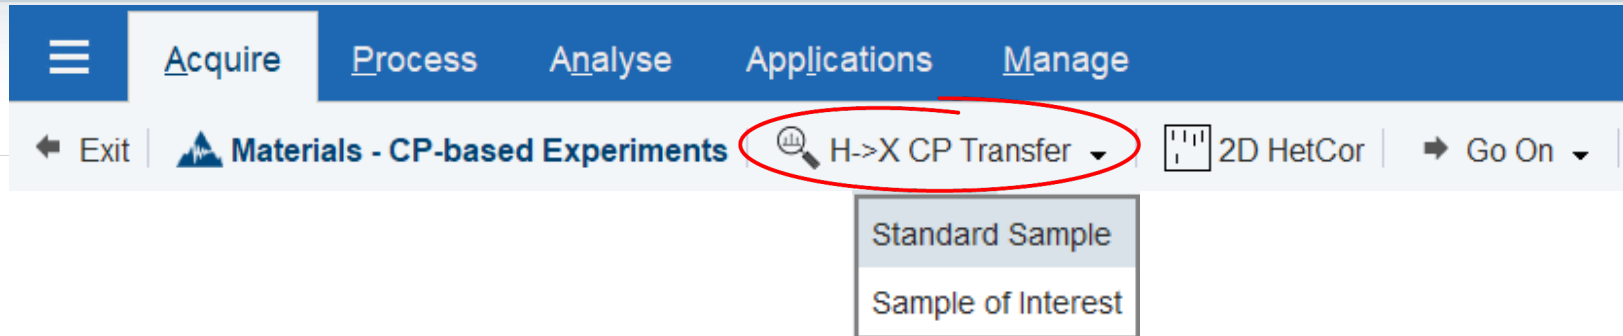 Acquire Process Analyse Applications Manage
Exit Materials - CP-based Experiments H->X CP Transfer 2D HetCor Go On
Standard Sample
Sample of Interest